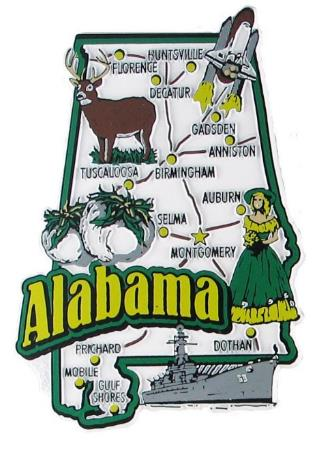 HUNTSVILLE
FLORENCE
DECATUR
GADSDEN
ANNISTON
TUSCALOOSA BIRMINGHAM
AUBURN
SELMA
MONTGOMERY
Alabama
PRICHARD
DOTHAN
MOBILE
GULF
SHORES